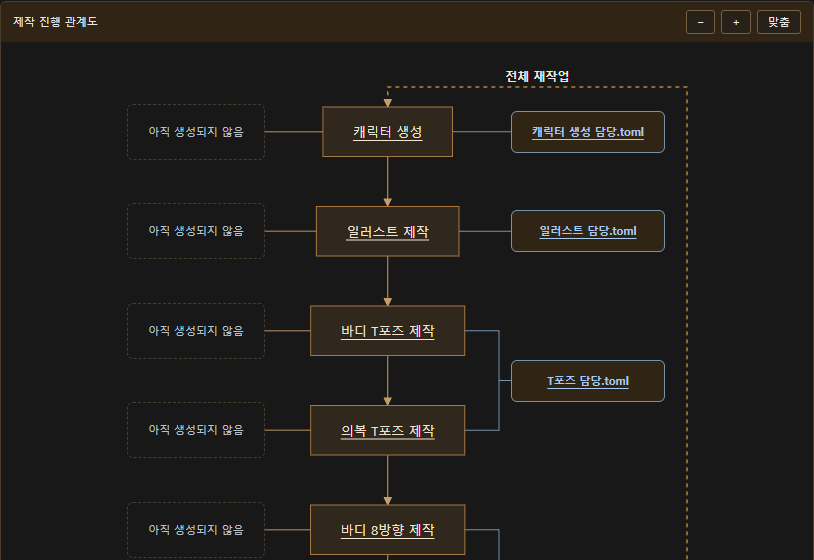 제작 진행 관계도
−
+
맞춤
전체 재작업
아직 생성되지 않음
캐릭터 생성
캐릭터 생성 담당.toml
아직 생성되지 않음
일러스트 제작
일러스트 담당.toml
아직 생성되지 않음
바디 T포즈 제작
T포즈 담당.toml
아직 생성되지 않음
의복 T포즈 제작
아직 생성되지 않음
바디 8방향 제작